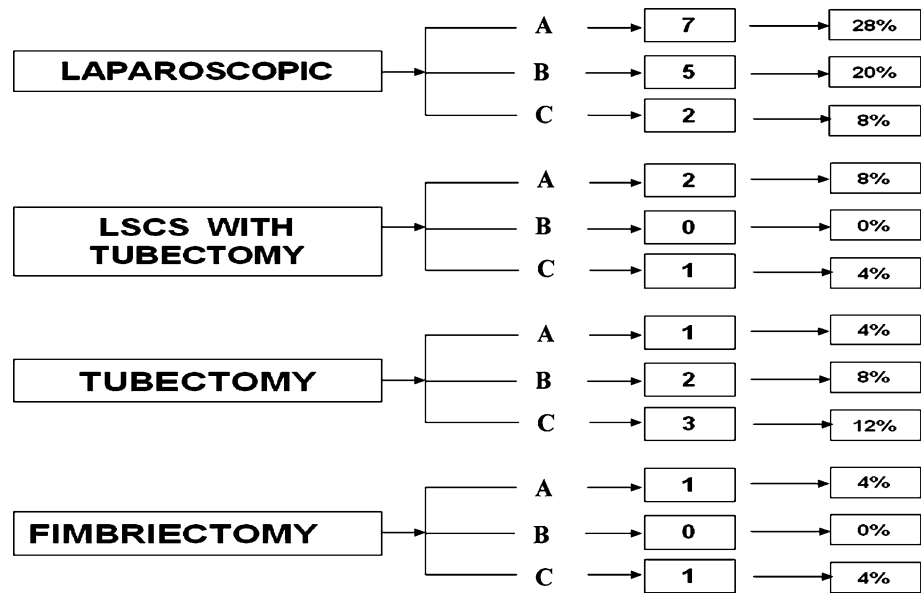 A 7 28%
LAPAROSCOPIC B 5 20%
C 2 8%
A 2 8%
LSCS WITH
TUBECTOMY
B 0 0%
C 1 4%
A 1 4%
TUBECTOMY B 2 8%
C 3 12%
A 1 4%
FIMBRIECTOMY B 0 0%
C 1 4%